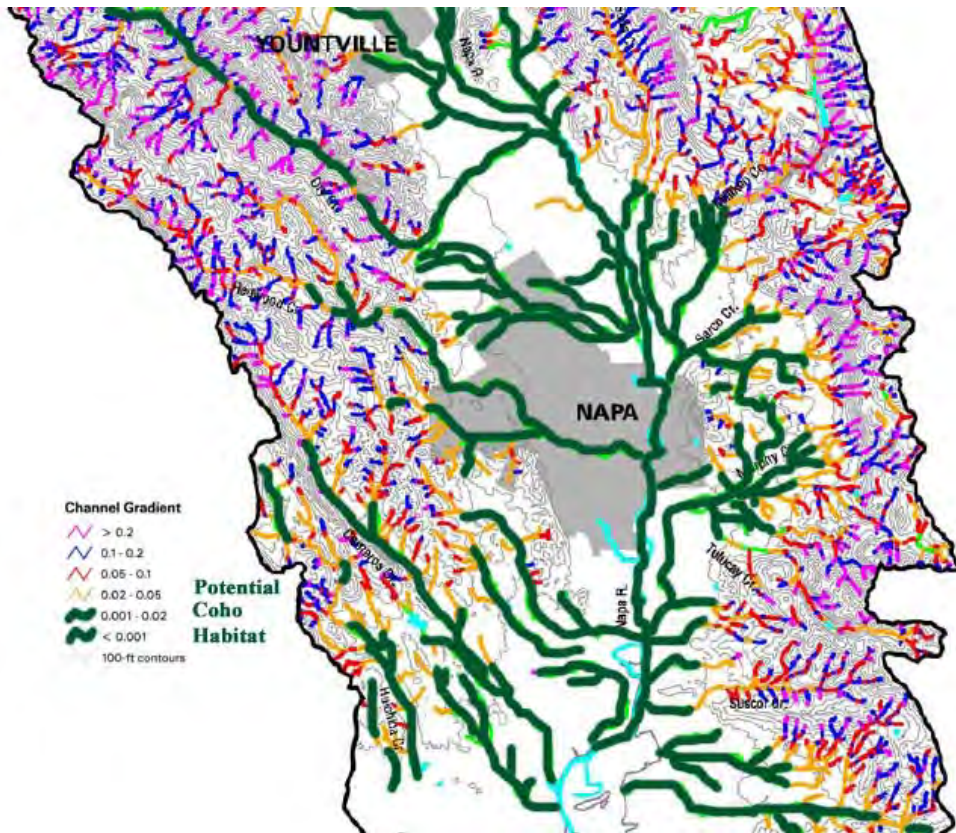 YOUNTVILLE
Napa R.
Dry Cr.
Redwood Cr.
Sarco Cr.
NAPA
Murphy Cr.
Channel Gradient
> 0.2
0.1 - 0.2
0.05 - 0.1
0.02 - 0.05
0.001 - 0.02
< 0.001
100-ft contours
Potential
Coho
Habitat
Carneros Cr.
Tulucay Cr.
Napa R.
Huichica Cr.
Suscol Cr.